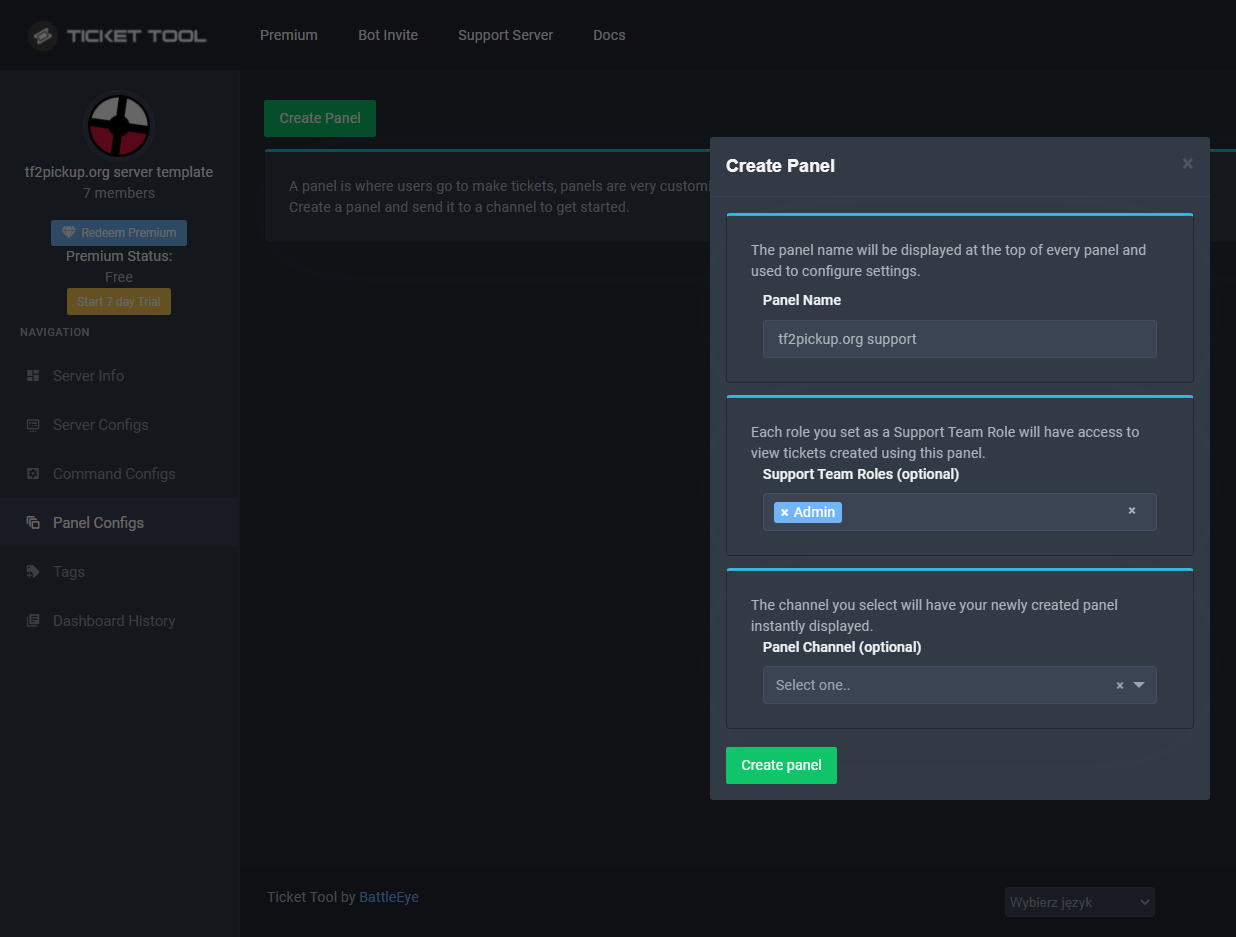 TICKET TOOL
Premium
Bot Invite
Support Server
Docs
tf2pickup.org server template
7 members
Redeem Premium
Premium Status:
Free
Start 7 day Trial
NAVIGATION
Server Info
Server Configs
Command Configs
Panel Configs
Tags
Dashboard History
Create Panel
A panel is where users go to make tickets, panels are very customi
Create a panel and send it to a channel to get started.
Create Panel
×
The panel name will be displayed at the top of every panel and
used to configure settings.
Panel Name
tf2pickup.org support
Each role you set as a Support Team Role will have access to
view tickets created using this panel.
Support Team Roles (optional)
× Admin ×
The channel you select will have your newly created panel
instantly displayed.
Panel Channel (optional)
Select one.. ×
Create panel
Ticket Tool by BattleEye
Wybierz język